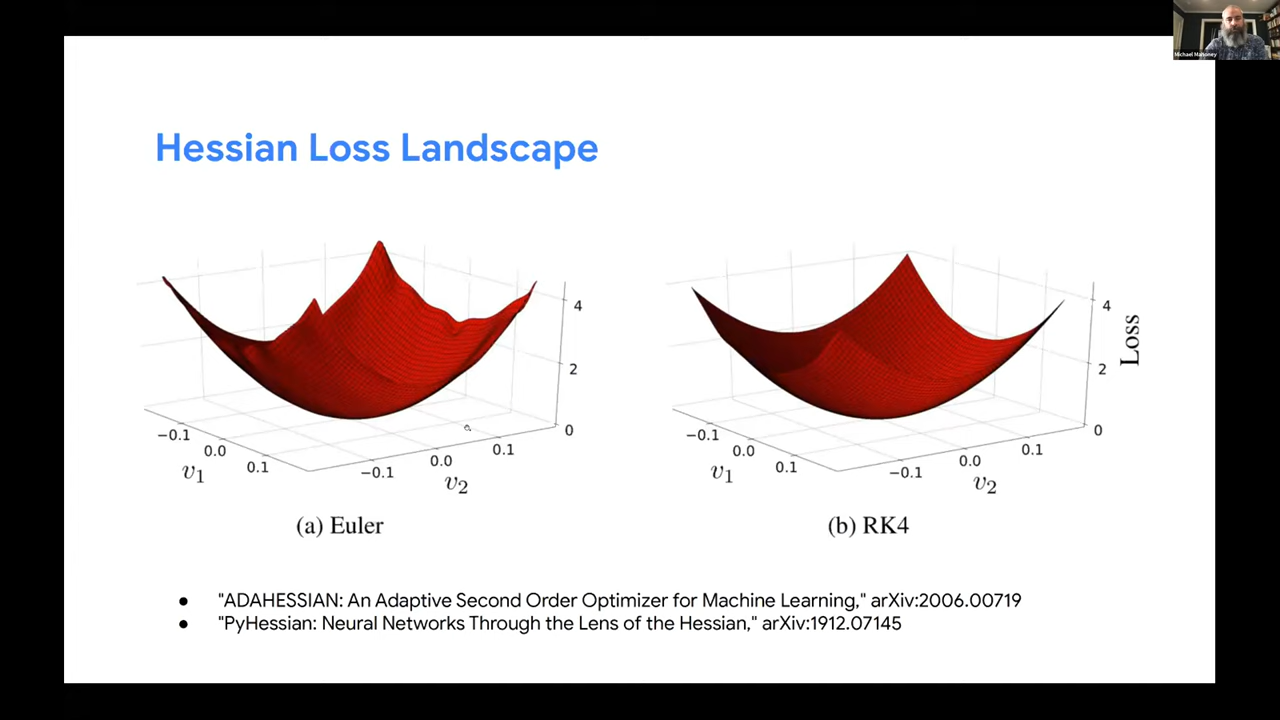 Michael Mahoney
Hessian Loss Landscape
4
2
0
−0.1
0.0
0.1
v1
−0.1
0.0
0.1
v2
(a) Euler
4
2
0
Loss
−0.1
0.0
0.1
v1
−0.1
0.0
0.1
v2
(b) RK4
● "ADAHESSIAN: An Adaptive Second Order Optimizer for Machine Learning," arXiv:2006.00719
● "PyHessian: Neural Networks Through the Lens of the Hessian," arXiv:1912.07145